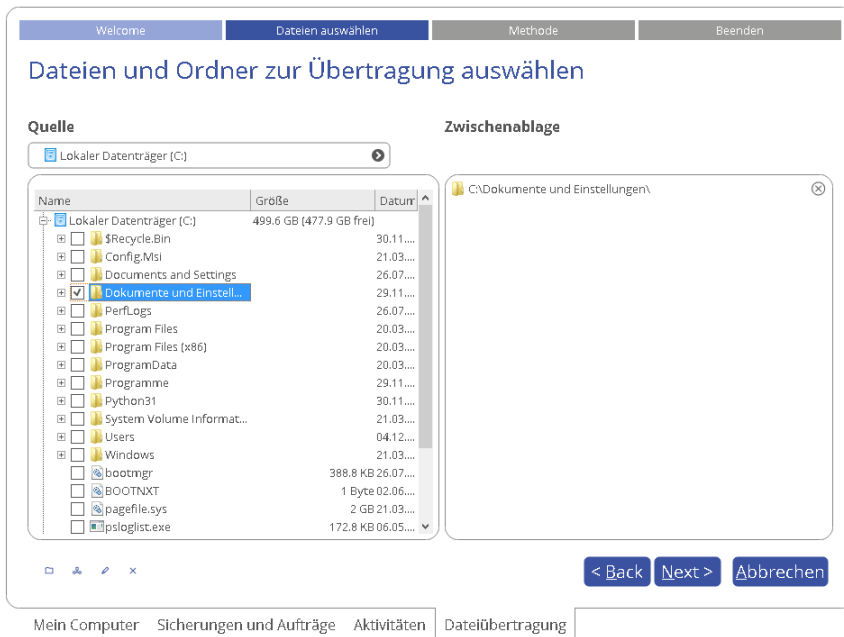 Welcome Dateien auswählen Methode Beenden
Dateien und Ordner zur Übertragung auswählen
Quelle Zwischenablage
Lokaler Datenträger (C:)
C:\Dokumente und Einstellungen\
Name Größe Datum
Lokaler Datenträger (C:) 499.6 GB (477.9 GB frei)
$Recycle.Bin 30.11....
Config.Msi 21.03....
Documents and Settings 26.07....
Dokumente und Einstell... 29.11....
PerfLogs 26.07....
Program Files 20.03....
Program Files (x86) 20.03....
ProgramData 20.03....
Programme 29.11....
Python31 30.11....
System Volume Informat... 21.03....
Users 04.12....
Windows 21.03....
bootmgr 388.8 KB 26.07....
BOOTNXT 1 Byte 02.06....
pagefile.sys 2 GB 21.03....
psloglist.exe 172.8 KB 06.05....
< Back Next > Abbrechen
Mein Computer Sicherungen und Aufträge Aktivitäten Dateiübertragung